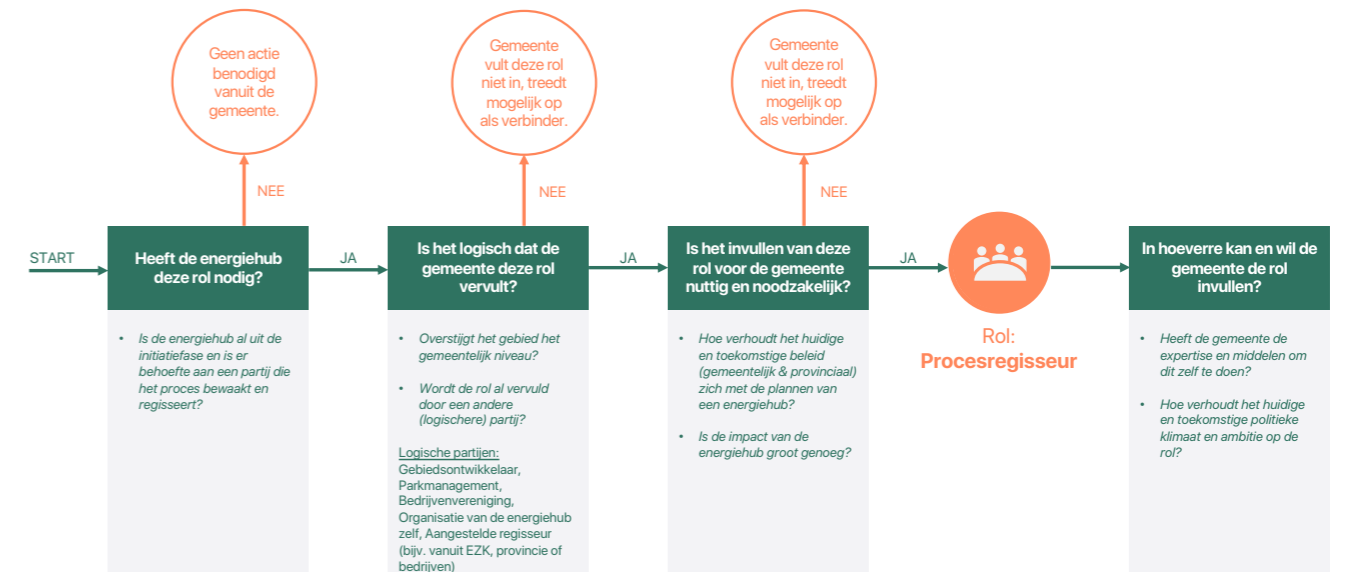 Geen actie
benodigd
vanuit de
gemeente.
NEE
Gemeente
vult deze rol
niet in, treedt
mogelijk op
als verbinder.
NEE
Gemeente
vult deze rol
niet in, treedt
mogelijk op
als verbinder.
NEE
START
Heeft de energiehub
deze rol nodig?
• Is de energiehub al uit de
initiatiefase en is er
behoefte aan een partij die
het proces bewaakt en
regisseert?
JA
Is het logisch dat de
gemeente deze rol
vervult?
• Overstijgt het gebied het
gemeentelijk niveau?
• Wordt de rol al vervuld
door een andere
(logischere) partij?
Logische partijen:
Gebiedsontwikkelaar,
Parkmanagement,
Bedrijvenvereniging,
Organisatie van de energiehub
zelf, Aangestelde regisseur
(bijv. vanuit EZK, provincie of
bedrijven)
JA
Is het invullen van deze
rol voor de gemeente
nuttig en noodzakelijk?
• Hoe verhoudt het huidige
en toekomstige beleid
(gemeentelijk & provinciaal)
zich met de plannen van
een energiehub?
• Is de impact van de
energiehub groot genoeg?
JA
Rol:
Procesregisseur
In hoeverre kan en wil de
gemeente de rol
invullen?
• Heeft de gemeente de
expertise en middelen om
dit zelf te doen?
• Hoe verhoudt het huidige
en toekomstige politieke
klimaat en ambitie op de
rol?